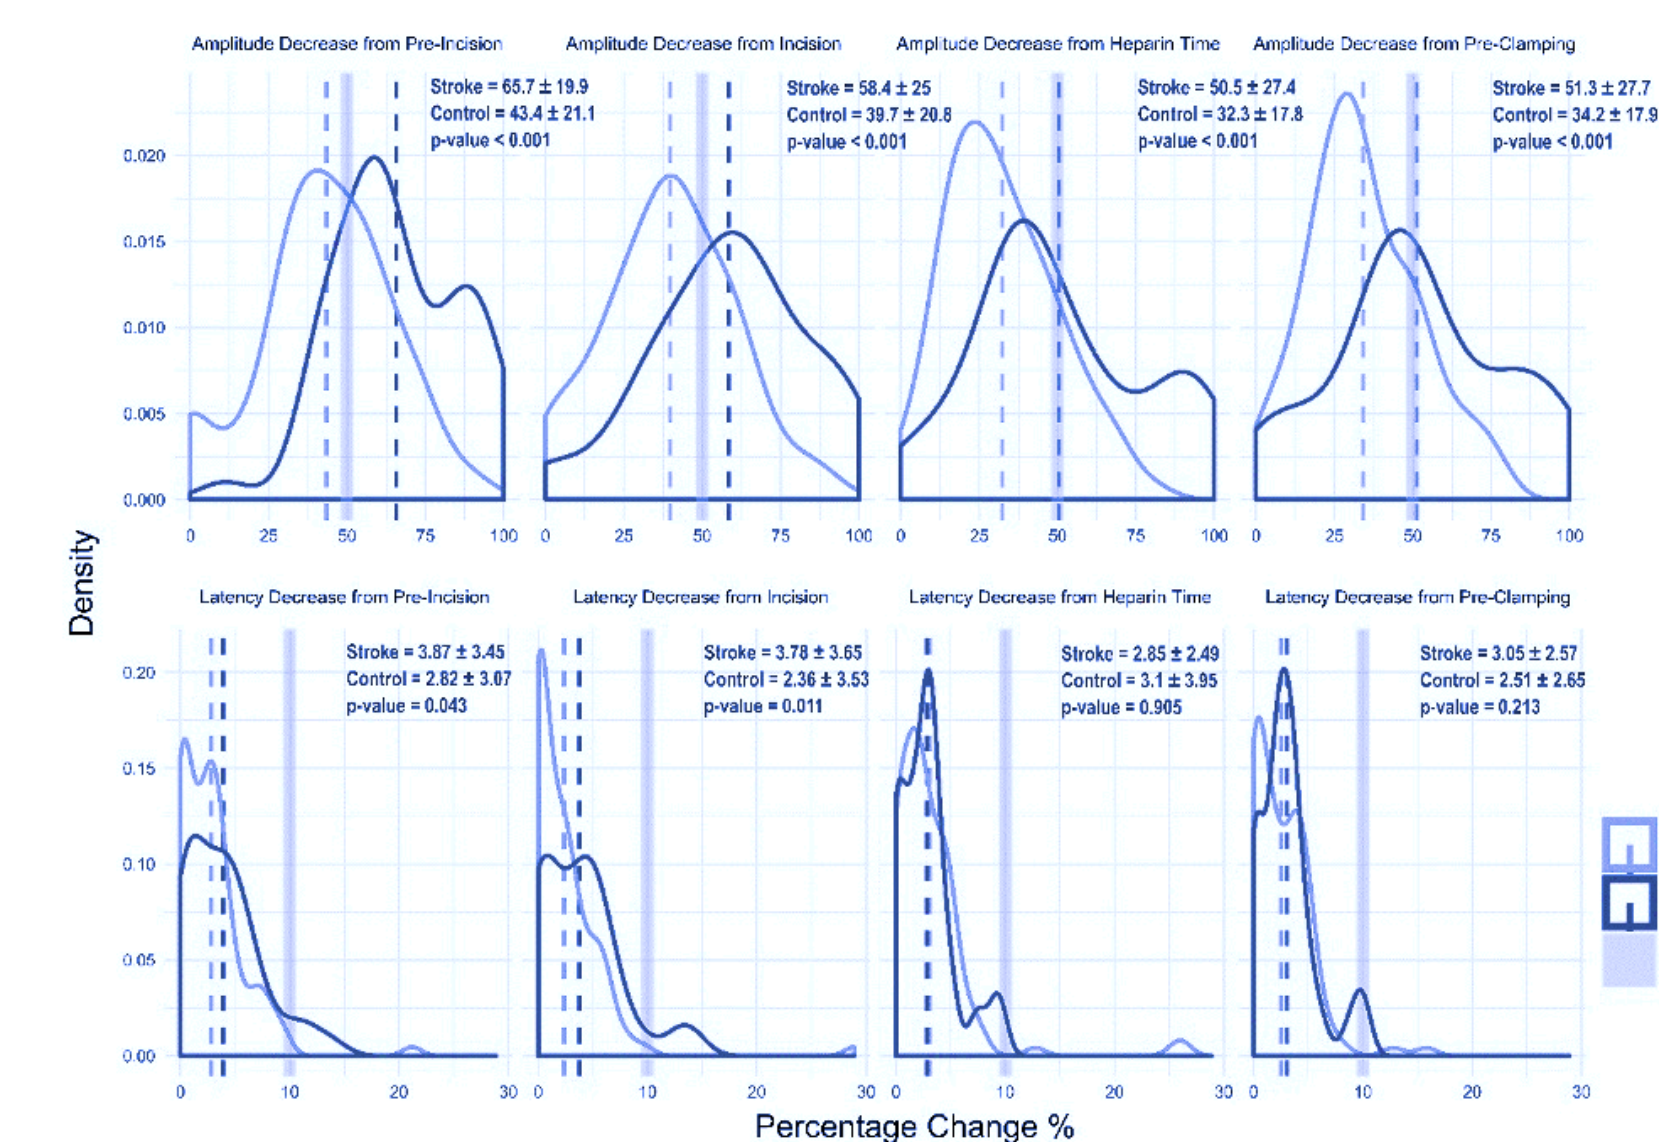 Amplitude Decrease from Pre-Incision
Amplitude Decrease from Incision
Amplitude Decrease from Heparin Time
Amplitude Decrease from Pre-Clamping
Stroke = 65.7 ± 19.9
Control = 43.4 ± 21.1
p-value < 0.001
Stroke = 58.4 ± 25
Control = 39.7 ± 20.8
p-value < 0.001
Stroke = 50.5 ± 27.4
Control = 32.3 ± 17.8
p-value < 0.001
Stroke = 51.3 ± 27.7
Control = 34.2 ± 17.9
p-value < 0.001
0.020
0.015
0.010
0.005
0.000
0 25 50 75 100
0 25 50 75 100
0 25 50 75 100
0 25 50 75 100
Density
Latency Decrease from Pre-Incision
Latency Decrease from Incision
Latency Decrease from Heparin Time
Latency Decrease from Pre-Clamping
Stroke = 3.87 ± 3.45
Control = 2.82 ± 3.07
p-value = 0.043
Stroke = 3.78 ± 3.65
Control = 2.36 ± 3.53
p-value = 0.011
Stroke = 2.85 ± 2.49
Control = 3.1 ± 3.95
p-value = 0.905
Stroke = 3.05 ± 2.57
Control = 2.51 ± 2.65
p-value = 0.213
0.20
0.15
0.10
0.05
0.00
0 10 20 30
0 10 20 30
0 10 20 30
0 10 20 30
Percentage Change %